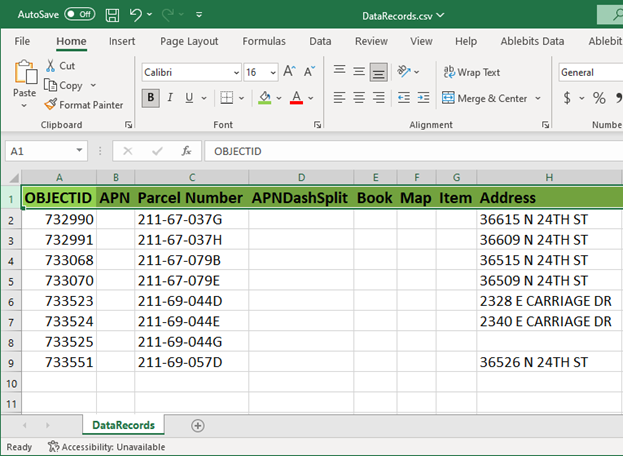 AutoSave Off DataRecords.csv
File Home Insert Page Layout Formulas Data Review View Help Ablebits Data Ablebit
Paste
Cut
Copy
Format Painter
Clipboard
Calibri 16 A A
B I U A
Font
ab Wrap Text
Merge & Center
Alignment
General
$ % 9
Numbe
A1 fx OBJECTID
A B C D E F G H
1 OBJECTID APN Parcel Number APNDashSplit Book Map Item Address
2 732990 211-67-037G 36615 N 24TH ST
3 732991 211-67-037H 36609 N 24TH ST
4 733068 211-67-079B 36515 N 24TH ST
5 733070 211-67-079E 36509 N 24TH ST
6 733523 211-69-044D 2328 E CARRIAGE DR
7 733524 211-69-044E 2340 E CARRIAGE DR
8 733525 211-69-044G
9 733551 211-69-057D 36526 N 24TH ST
10
11
DataRecords
Ready Accessibility: Unavailable